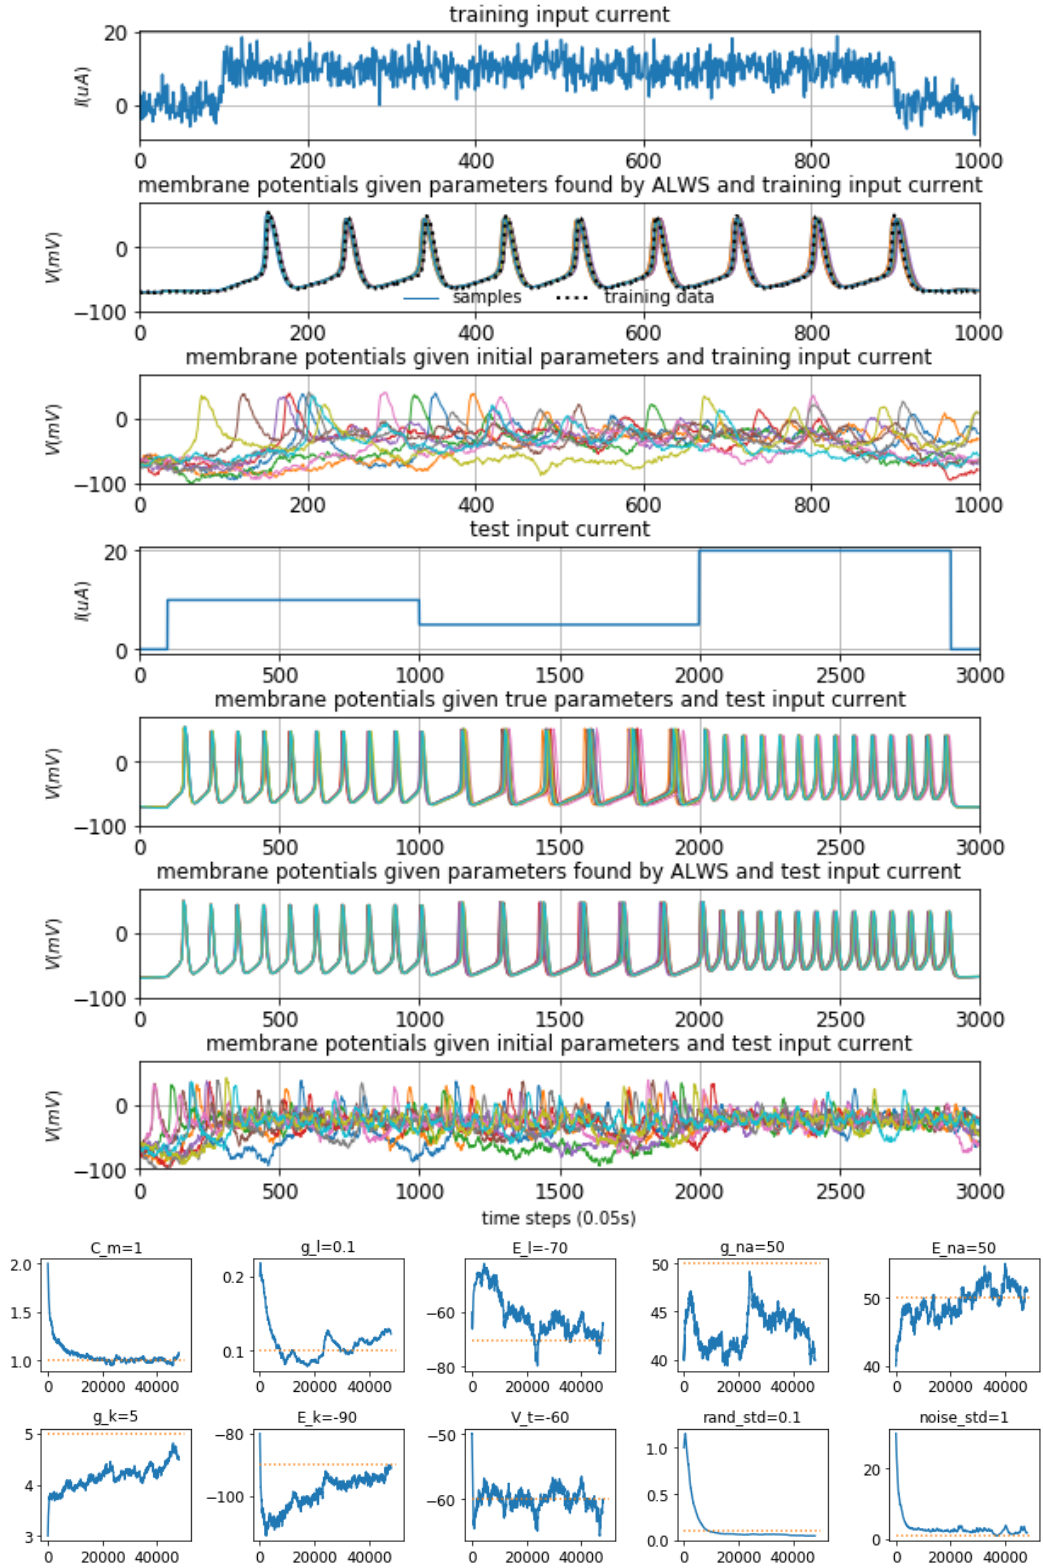 training input current
20
0
I(uA)
0 200 400 600 800 1000
membrane potentials given parameters found by ALWS and training input current
0
−100
V(mV)
samples training data
0 200 400 600 800 1000
membrane potentials given initial parameters and training input current
0
−100
V(mV)
0 200 400 600 800 1000
test input current
20
0
I(uA)
0 500 1000 1500 2000 2500 3000
membrane potentials given true parameters and test input current
0
−100
V(mV)
0 500 1000 1500 2000 2500 3000
membrane potentials given parameters found by ALWS and test input current
0
−100
V(mV)
0 500 1000 1500 2000 2500 3000
membrane potentials given initial parameters and test input current
0
−100
V(mV)
0 500 1000 1500 2000 2500 3000
time steps (0.05s)
C_m=1
2.0
1.5
1.0
0 20000 40000
g_l=0.1
0.2
0.1
0 20000 40000
E_l=-70
−60
−80
0 20000 40000
g_na=50
50
45
40
0 20000 40000
E_na=50
50
40
0 20000 40000
g_k=5
5
4
3
0 20000 40000
E_k=-90
−80
−100
0 20000 40000
V_t=-60
−50
−60
0 20000 40000
rand_std=0.1
1.0
0.5
0.0
0 20000 40000
noise_std=1
20
0
0 20000 40000